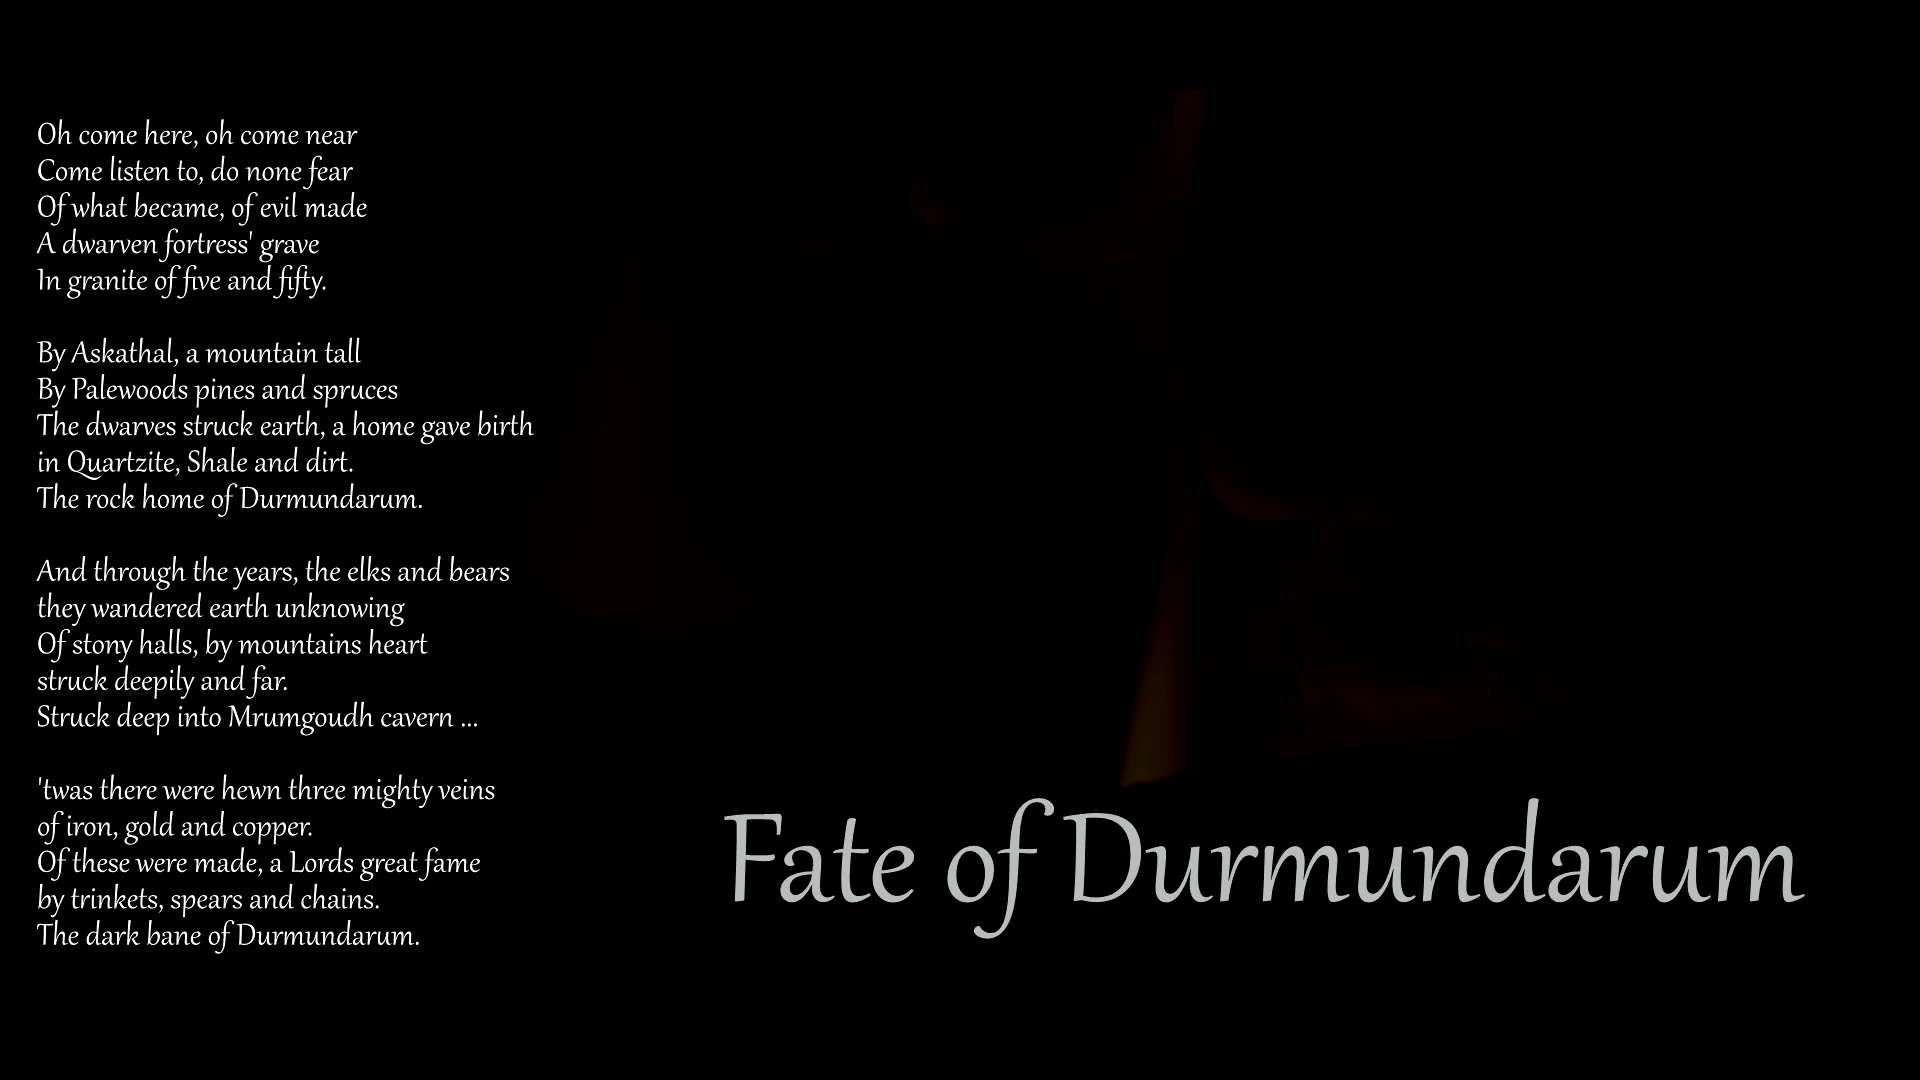 Oh come here, oh come near
Come listen to, do none fear
Of what became, of evil made
A dwarven fortress' grave
In granite of five and fifty.
By Askathal, a mountain tall
By Palewoods pines and spruces
The dwarves struck earth, a home gave birth
in Quartzite, Shale and dirt.
The rock home of Durmundarum.
And through the years, the elks and bears
they wandered earth unknowing
Of stony halls, by mountains heart
struck deepily and far.
Struck deep into Mrumgoudh cavern ...
'twas there were hewn three mighty veins
of iron, gold and copper.
Of these were made, a Lords great fame
by trinkets, spears and chains.
The dark bane of Durmundarum.
Fate of Durmundarum